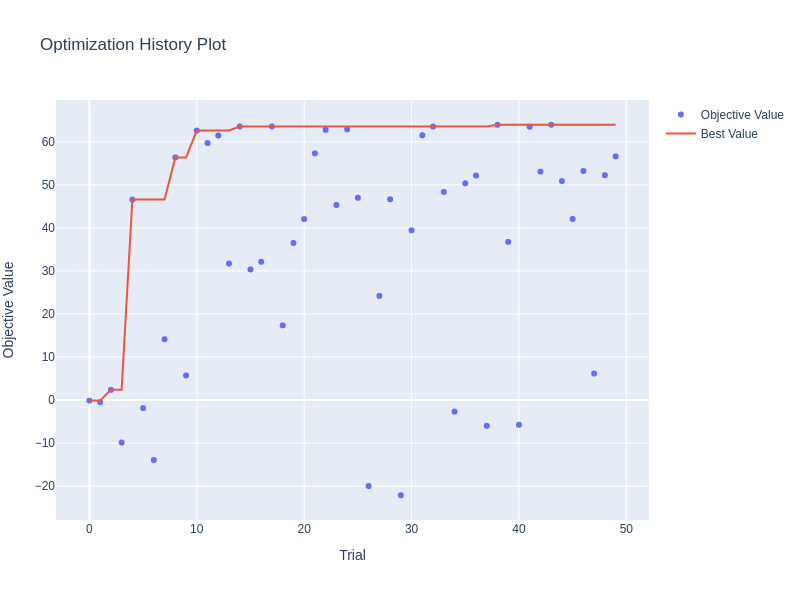 Optimization History Plot
Objective Value
Best Value
60
50
40
30
20
10
0
−10
−20
Objective Value
0 10 20 30 40 50
Trial